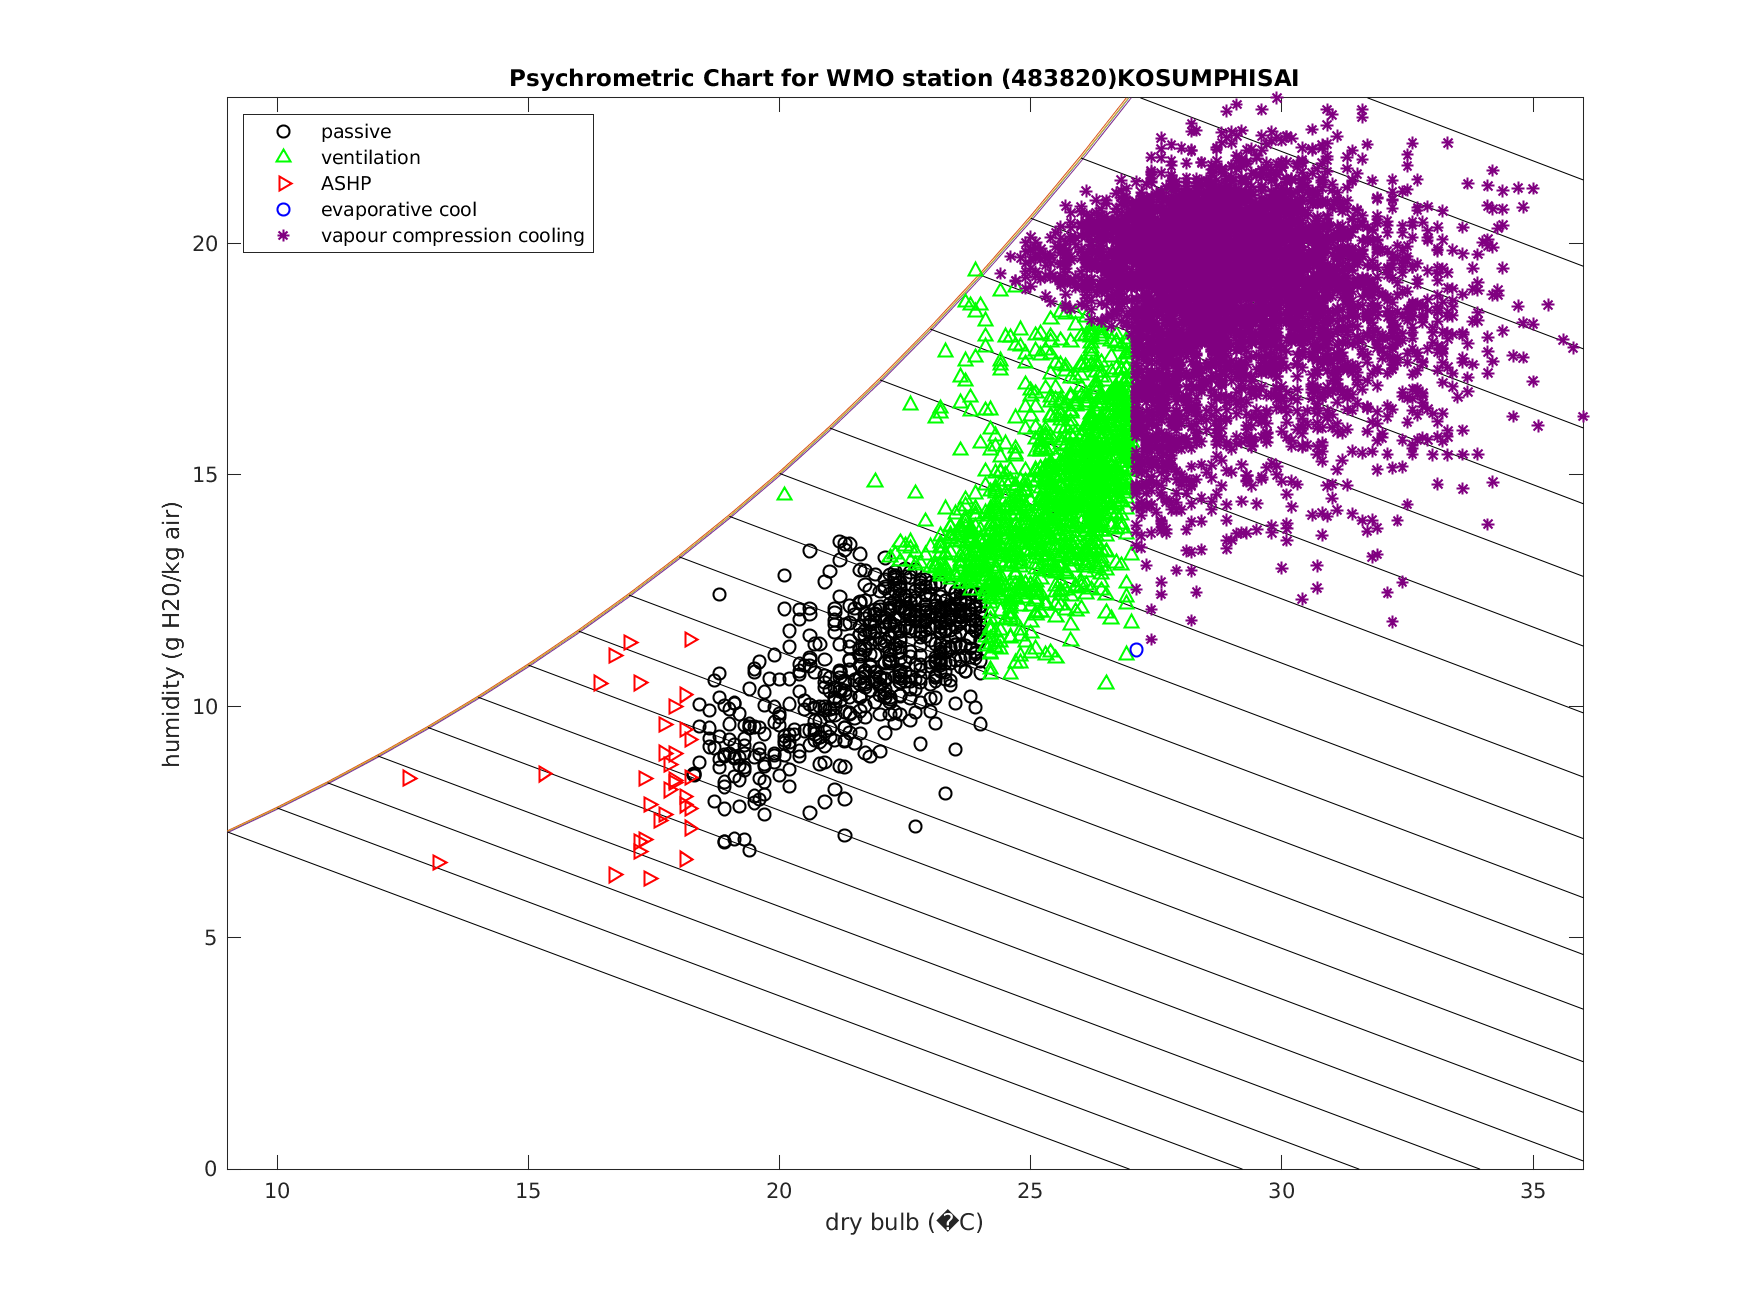 Psychrometric Chart for WMO station (483820)KOSUMPHISAI
passive
ventilation
ASHP
evaporative cool
vapour compression cooling
humidity (g H20/kg air)
20
15
10
5
0
10 15 20 25 30 35
dry bulb (�C)